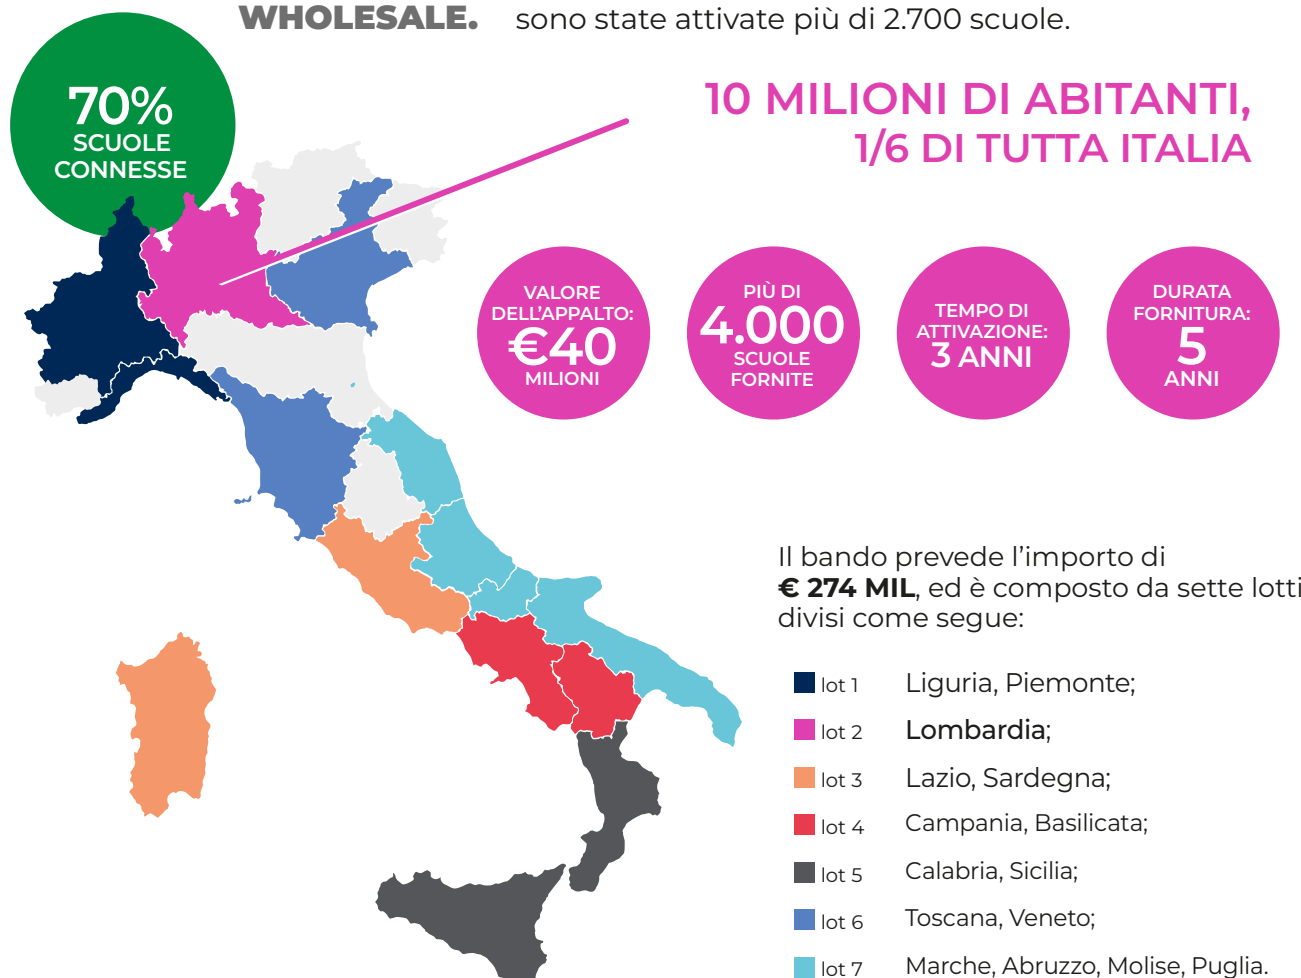 WHOLESALE.
sono state attivate più di 2.700 scuole.
70%
SCUOLE
CONNESSE
10 MILIONI DI ABITANTI,
1/6 DI TUTTA ITALIA
VALORE
DELL'APPALTO:
€40
MILIONI
PIÙ DI
4.000
SCUOLE
FORNITE
TEMPO DI
ATTIVAZIONE:
3 ANNI
DURATA
FORNITURA:
5
ANNI
Il bando prevede l'importo di
€ 274 MIL, ed è composto da sette lotti
divisi come segue:
lot 1 Liguria, Piemonte;
lot 2 Lombardia;
lot 3 Lazio, Sardegna;
lot 4 Campania, Basilicata;
lot 5 Calabria, Sicilia;
lot 6 Toscana, Veneto;
lot 7 Marche, Abruzzo, Molise, Puglia.